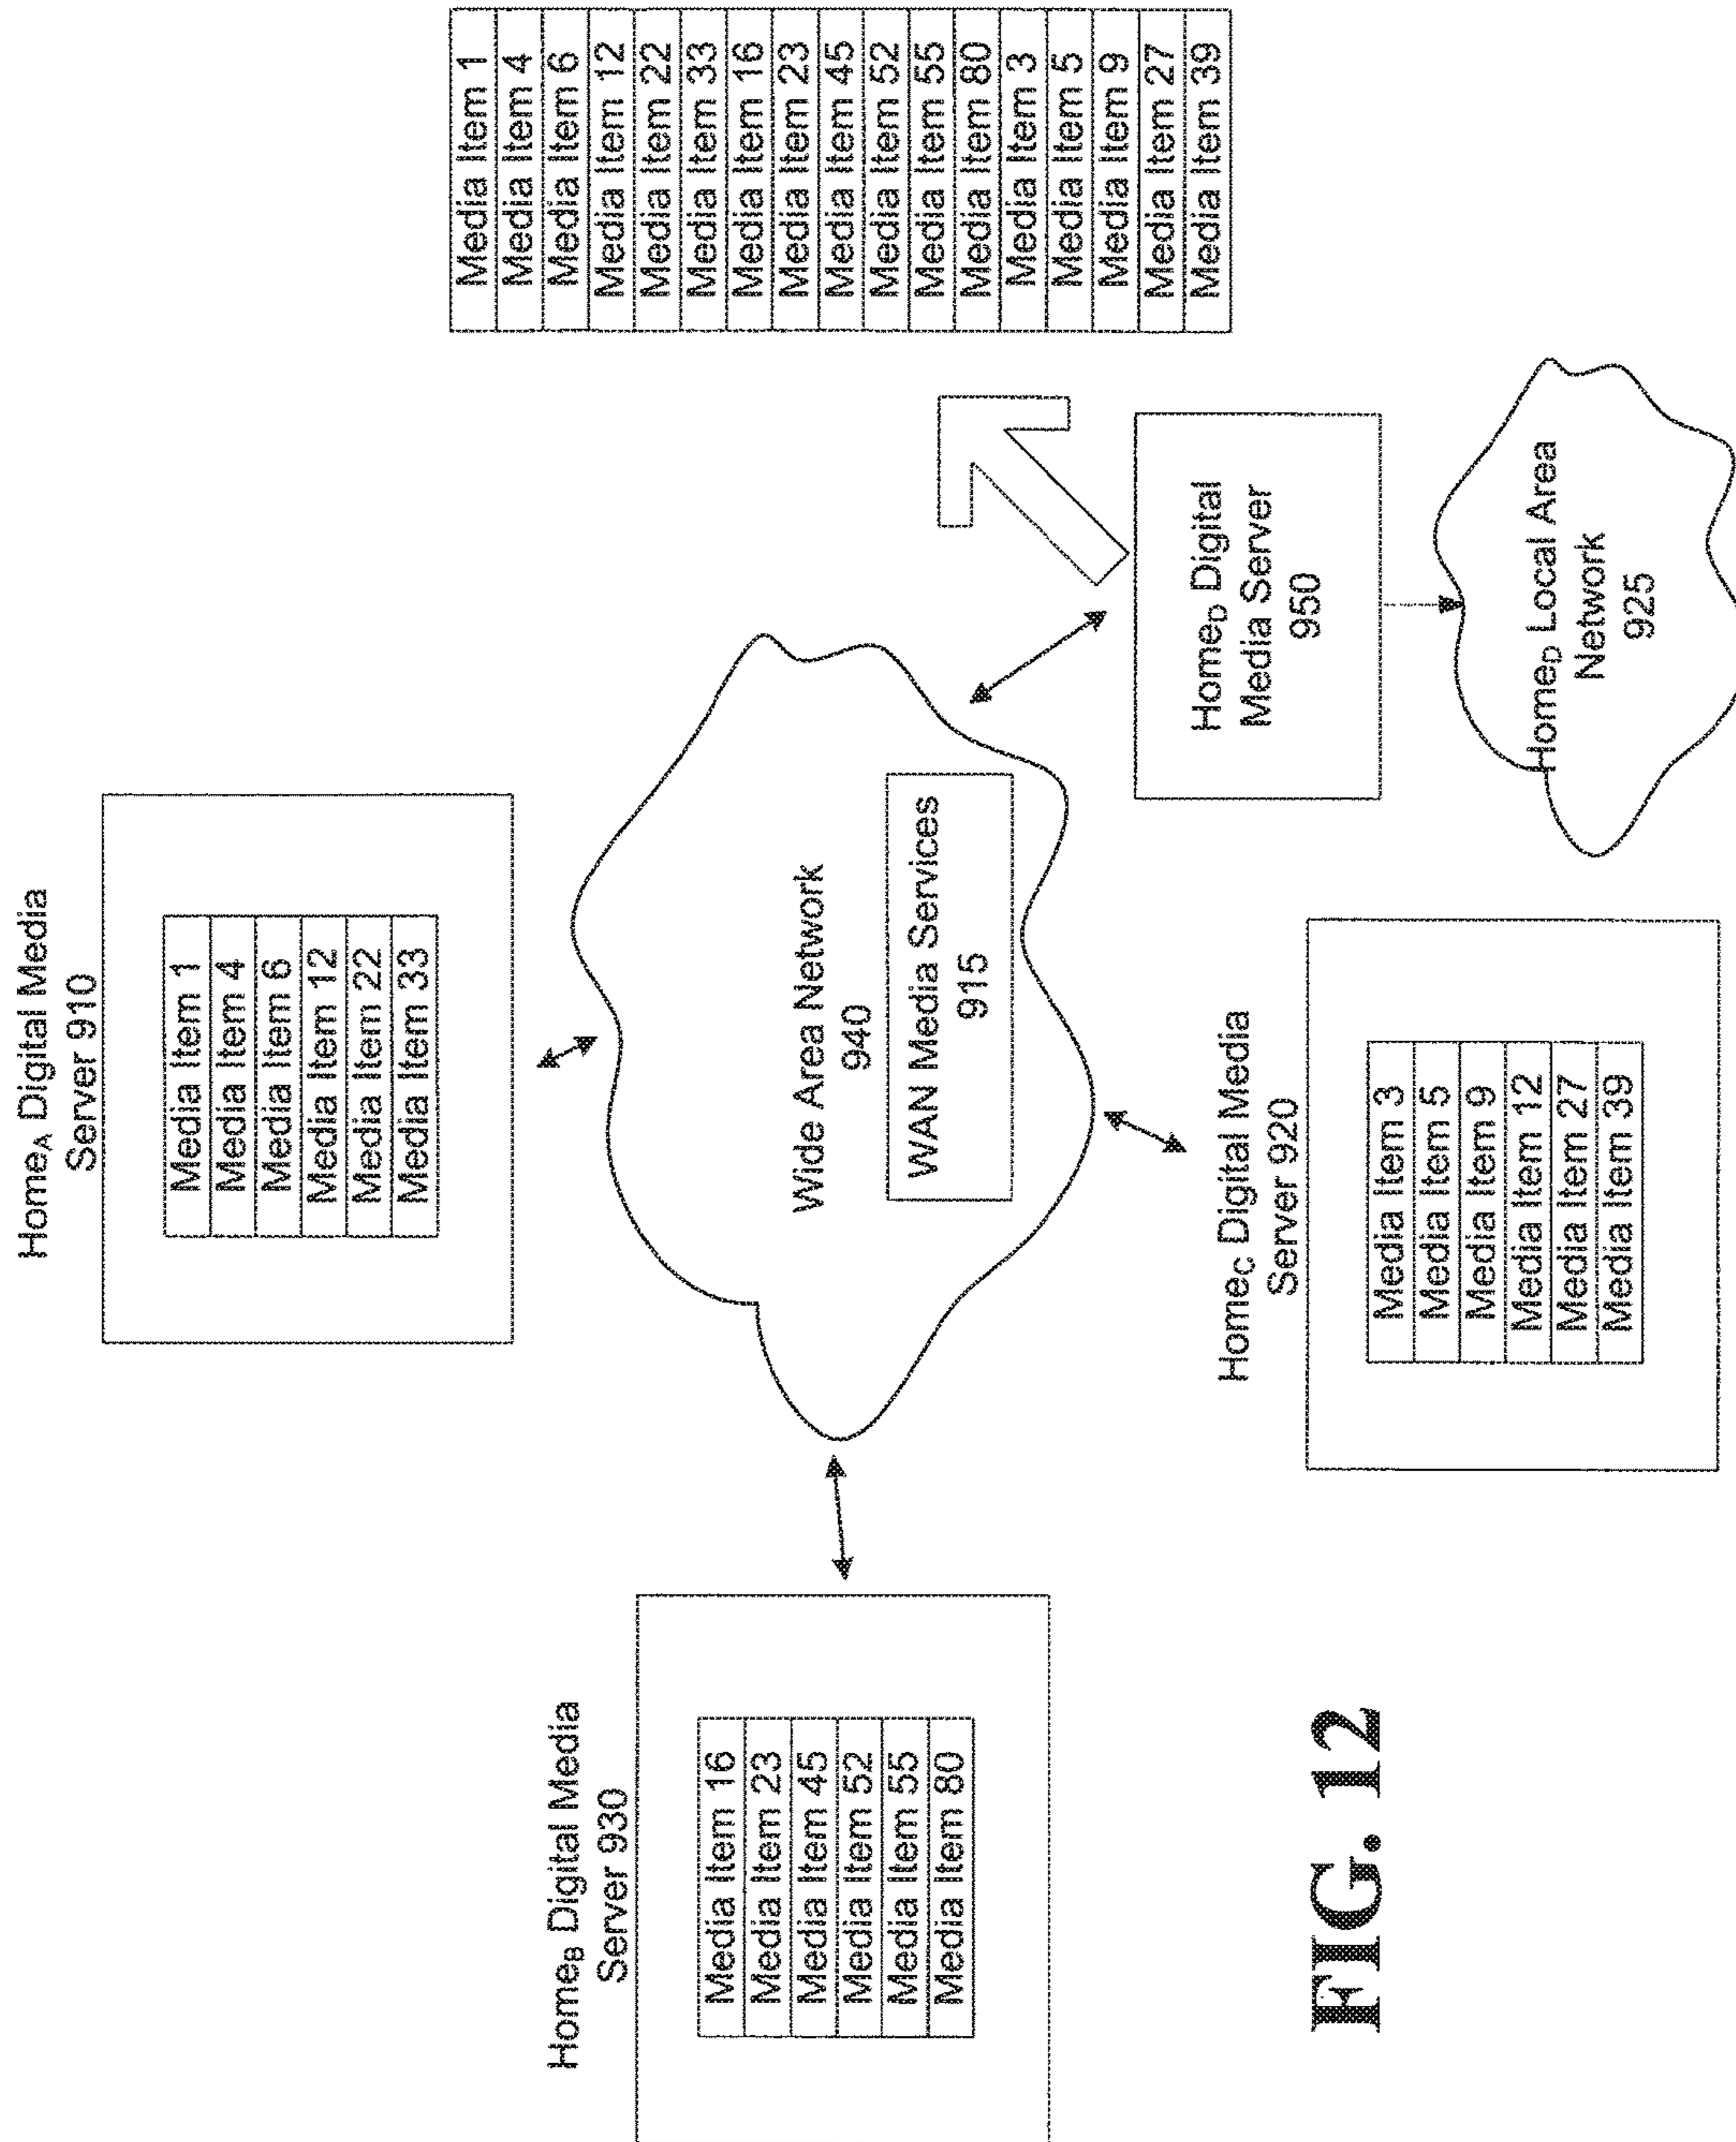 Home_A Digital Media
Server 910
Media Item 1
Media Item 4
Media Item 6
Media Item 12
Media Item 22
Media Item 33
Home_B Digital Media
Server 930
Media Item 16
Media Item 23
Media Item 45
Media Item 52
Media Item 55
Media Item 80
Wide Area Network
940
WAN Media Services
915
Media Item 1
Media Item 4
Media Item 6
Media Item 12
Media Item 22
Media Item 33
Media Item 16
Media Item 23
Media Item 45
Media Item 52
Media Item 55
Media Item 80
Media Item 3
Media Item 5
Media Item 9
Media Item 27
Media Item 39
Home_C Digital Media
Server 920
Media Item 3
Media Item 5
Media Item 9
Media Item 12
Media Item 27
Media Item 39
Home_D Digital
Media Server
950
Home_D Local Area
Network
925
FIG. 12